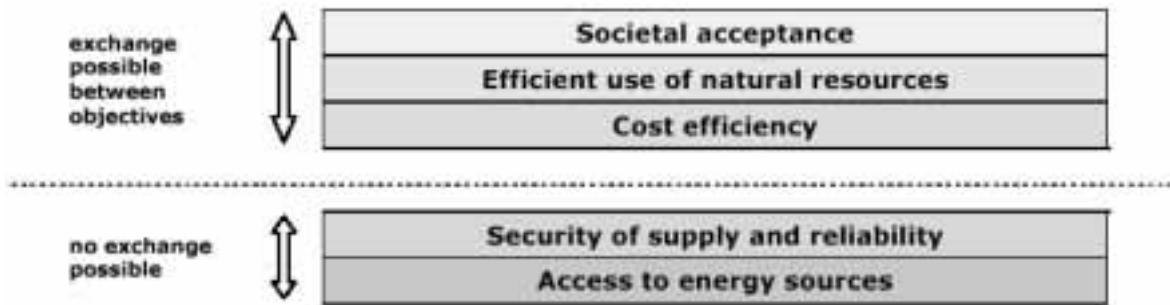 exchange
possible
between
objectives
Societal acceptance
Efficient use of natural resources
Cost efficiency
no exchange
possible
Security of supply and reliability
Access to energy sources